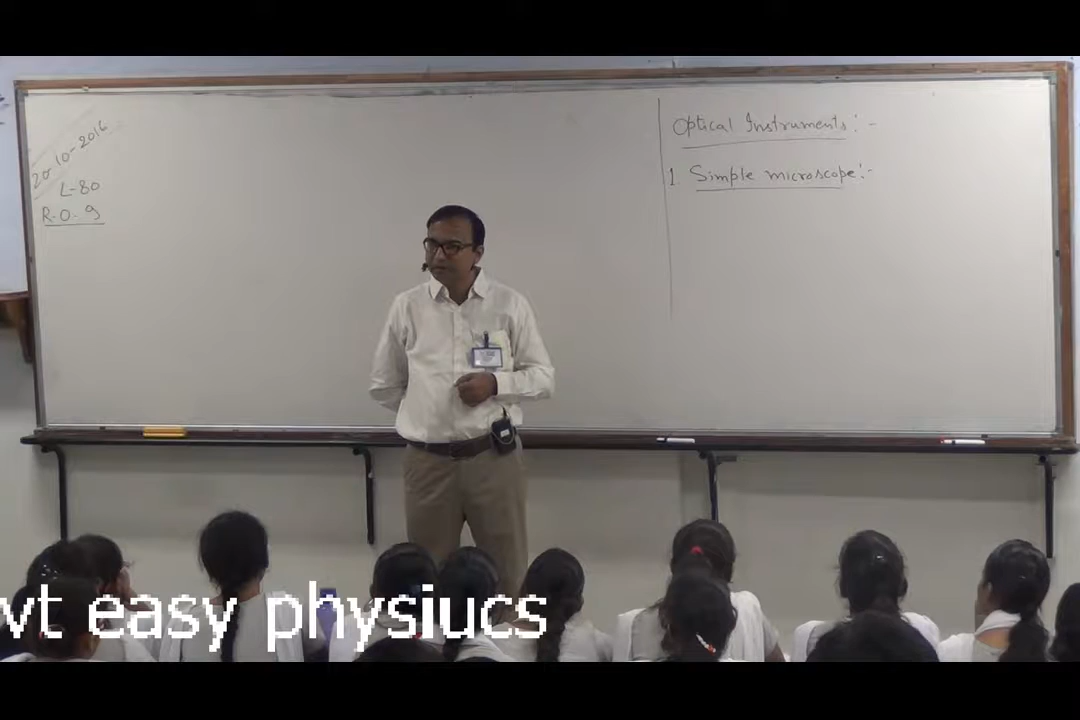 20-10-2016
L-80
R.O.9
Optical Instruments:-
1. Simple microscope:-
vt easy physiucs